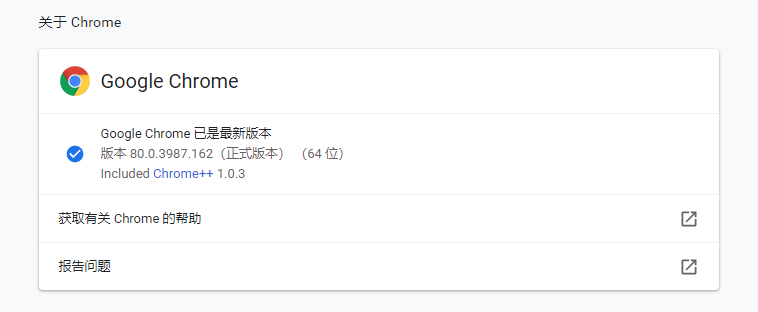 关于 Chrome
Google Chrome
Google Chrome 已是最新版本
版本 80.0.3987.162（正式版本） （64 位）
Included Chrome++ 1.0.3
获取有关 Chrome 的帮助
报告问题